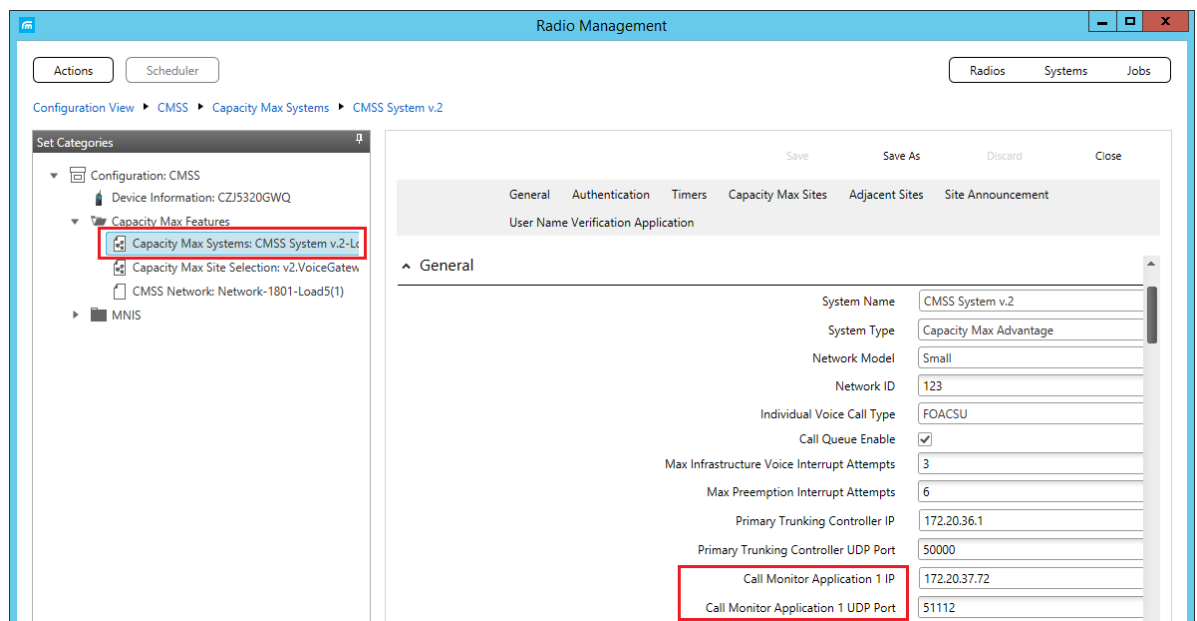 Radio Management
Actions
Scheduler
Radios
Systems
Jobs
Configuration View
CMSS
Capacity Max Systems
CMSS System v.2
Set Categories
Configuration: CMSS
Device Information: CZJ5320GWQ
Capacity Max Features
Capacity Max Systems: CMSS System v.2-Lo
Capacity Max Site Selection: v2.VoiceGatew
CMSS Network: Network-1801-Load5(1)
MNIS
Save
Save As
Discard
Close
General
Authentication
Timers
Capacity Max Sites
Adjacent Sites
Site Announcement
User Name Verification Application
General
System Name CMSS System v.2
System Type Capacity Max Advantage
Network Model Small
Network ID 123
Individual Voice Call Type FOACSU
Call Queue Enable
Max Infrastructure Voice Interrupt Attempts 3
Max Preemption Interrupt Attempts 6
Primary Trunking Controller IP 172.20.36.1
Primary Trunking Controller UDP Port 50000
Call Monitor Application 1 IP 172.20.37.72
Call Monitor Application 1 UDP Port 51112